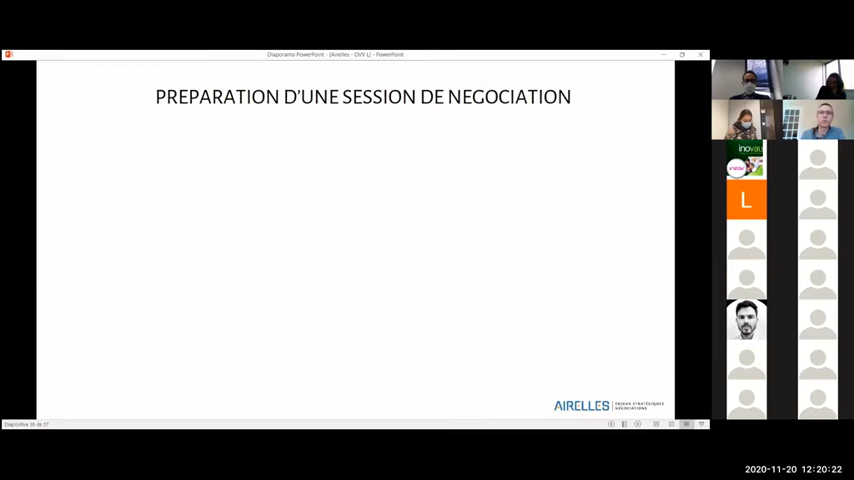 Diaporama PowerPoint - [Airelles - OVV L] - PowerPoint
PREPARATION D'UNE SESSION DE NEGOCIATION
inovau
L
AIRELLES
ENJEUX STRATÉGIQUES
NÉGOCIATIONS
2020-11-20 12:20:22